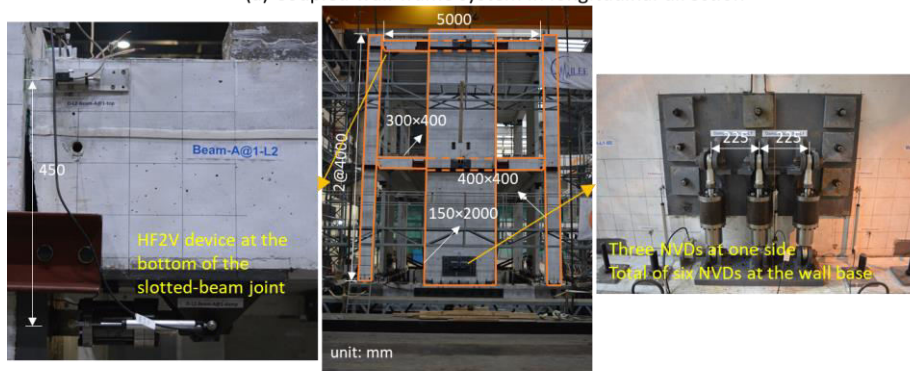 5000
450
Beam-A@1-L2
HF2V device at the
bottom of the
slotted-beam joint
2@4000
300×400
400×400
150×2000
unit: mm
225
225
Three NVDs at one side
Total of six NVDs at the wall base